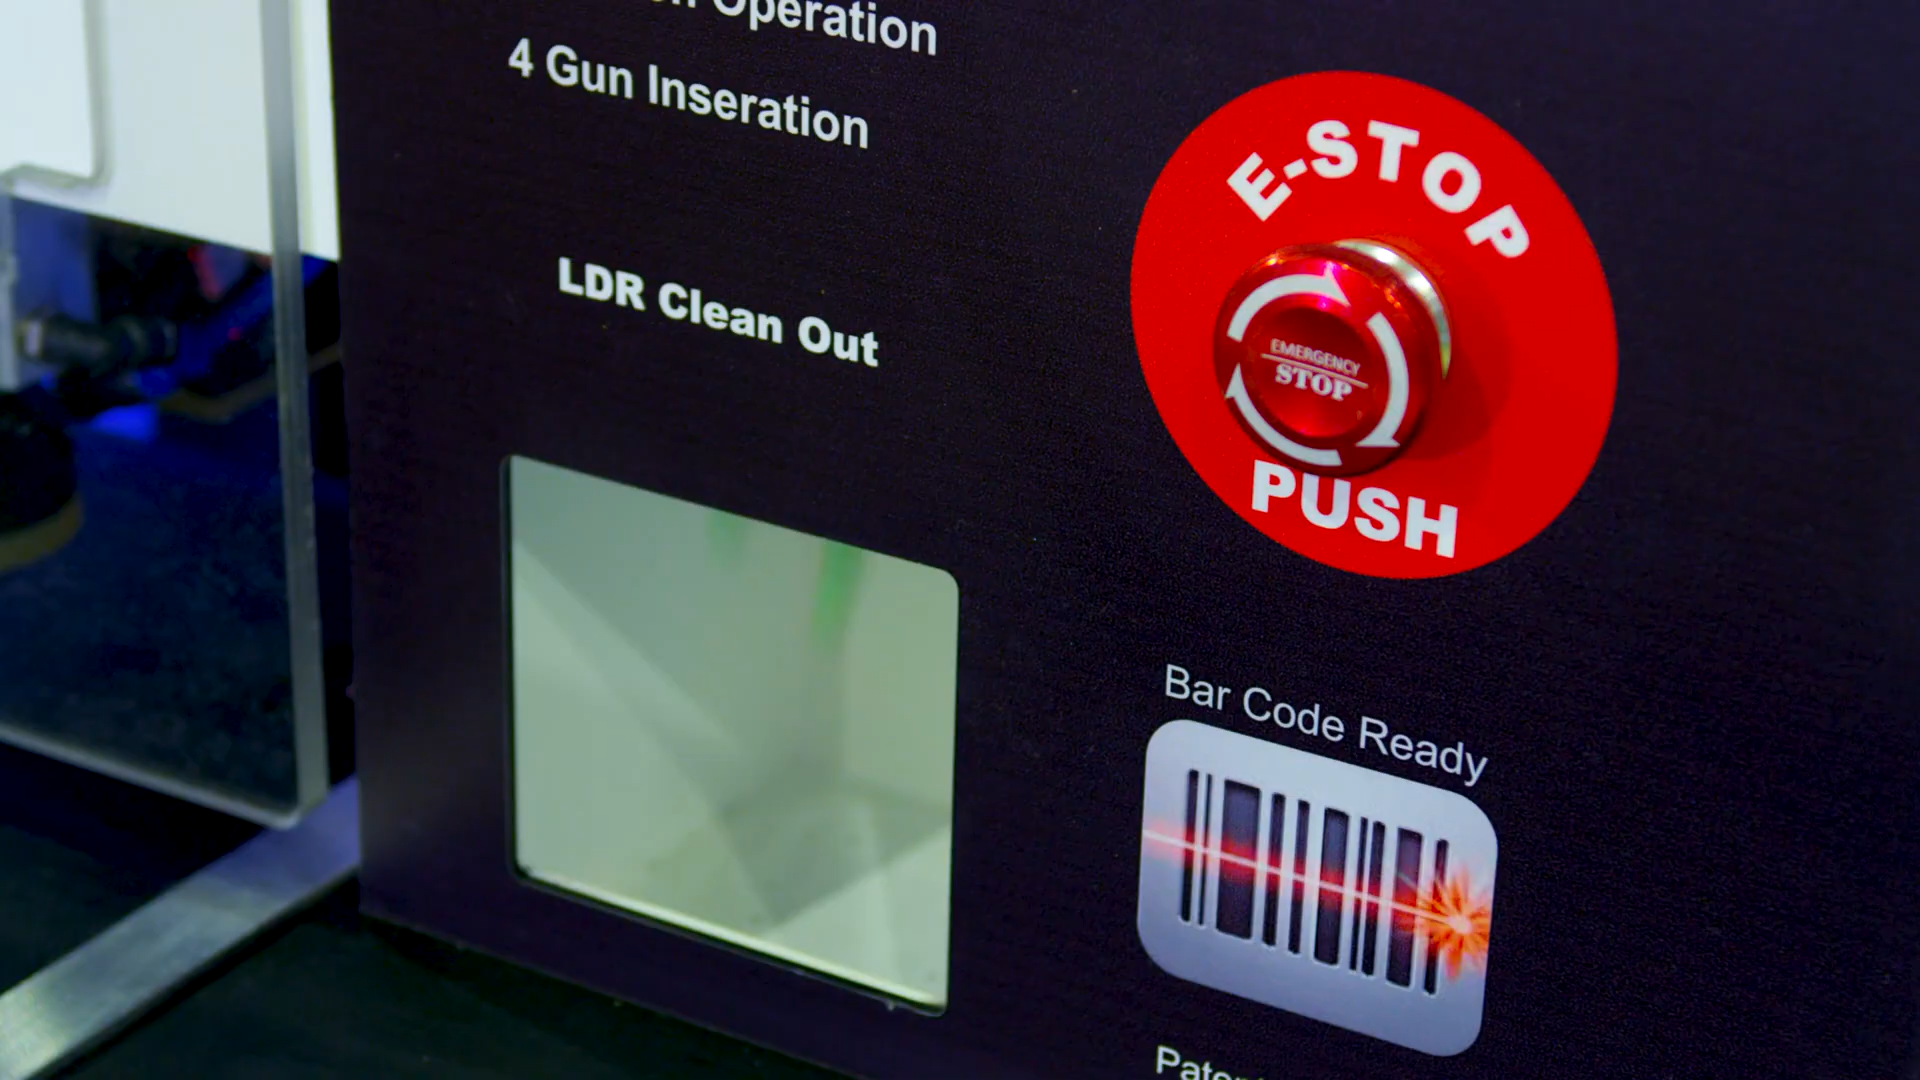 Operation
4 Gun Inseration
LDR Clean Out
E-STOP
EMERGENCY
STOP
PUSH
Bar Code Ready